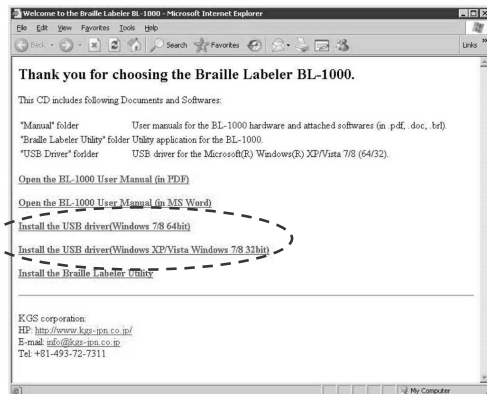 Welcome to the Braille Labeler BL-1000 - Microsoft Internet Explorer
File Edit View Favorites Tools Help
Back Search Favorites Links »
Thank you for choosing the Braille Labeler BL-1000.
This CD includes following Documents and Softwares:
"Manual" folder User manuals for the BL-1000 hardware and attached softwares (in .pdf, .doc, .brl).
"Braille Labeler Utility" folder Utility application for the BL-1000.
"USB Driver" forlder USB driver for the Microsoft(R) Windows(R) XP/Vista 7/8 (64/32).
Open the BL-1000 User Manual (in PDF)
Open the BL-1000 User Manual (in MS Word)
Install the USB driver(Windows 7/8 64bit)
Install the USB driver(Windows XP/Vista Windows 7/8 32bit)
Install the Braille Labeler Utility
KGS corporation:
HP: http://www.kgs-jpn.co.jp/
E-mail: info@kgs-jpn.co.jp
Tel: +81-493-72-7311
My Computer